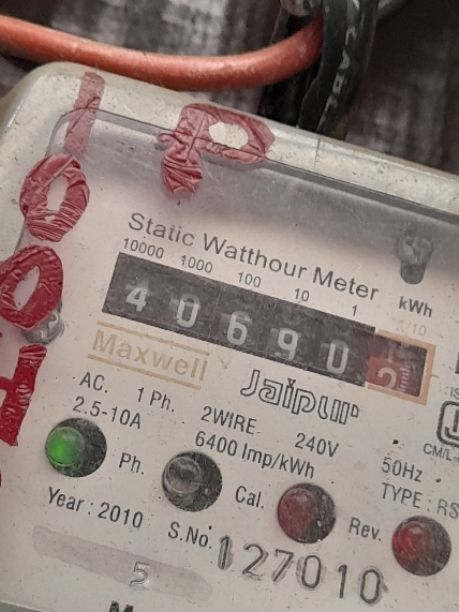 Static Watthour Meter
10000 1000 100 10 1 kWh
1/10
4 0 6 9 0 2
Maxwell Jaipur
AC. 1 Ph. 2WIRE 240V 50Hz
2.5-10A 6400 Imp/kWh TYPE : RS
CM/L
Ph. Cal. Rev.
Year : 2010 S.No. 127010
5